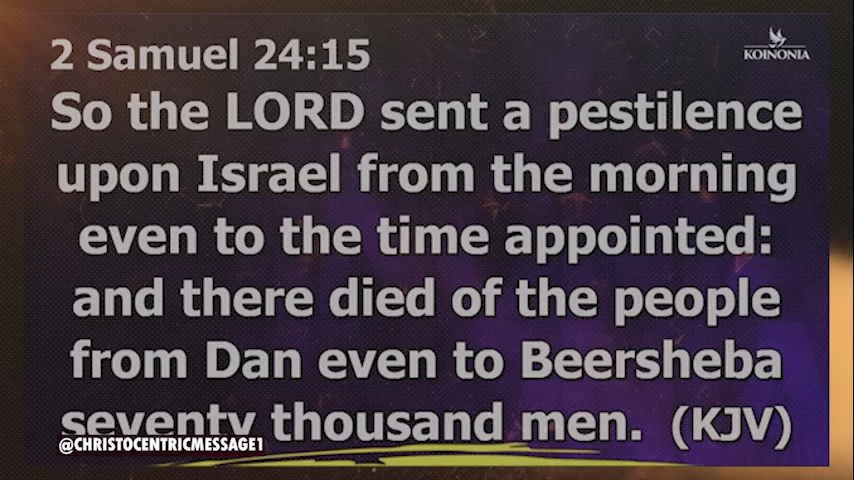 2 Samuel 24:15
KOINONIA
So the LORD sent a pestilence
upon Israel from the morning
even to the time appointed:
and there died of the people
from Dan even to Beersheba
seventy thousand men. (KJV)
@CHRISTOCENTRICMESSAGE1